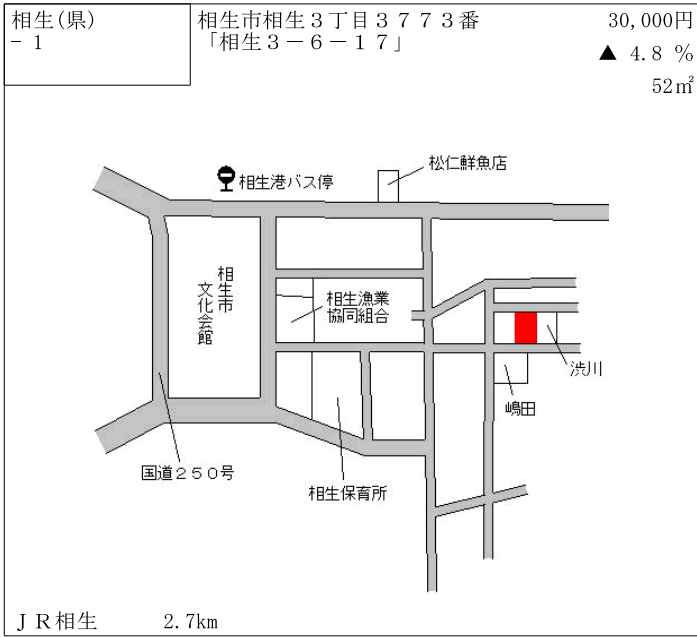 相生(県)
- 1
相生市相生３丁目３７７３番
「相生３－６－１７」
30,000円
▲ 4.8 %
52㎡
相生港バス停
松仁鮮魚店
相生市
文化会館
相生漁業
協同組合
渋川
嶋田
国道２５０号
相生保育所
ＪＲ相生 2.7km